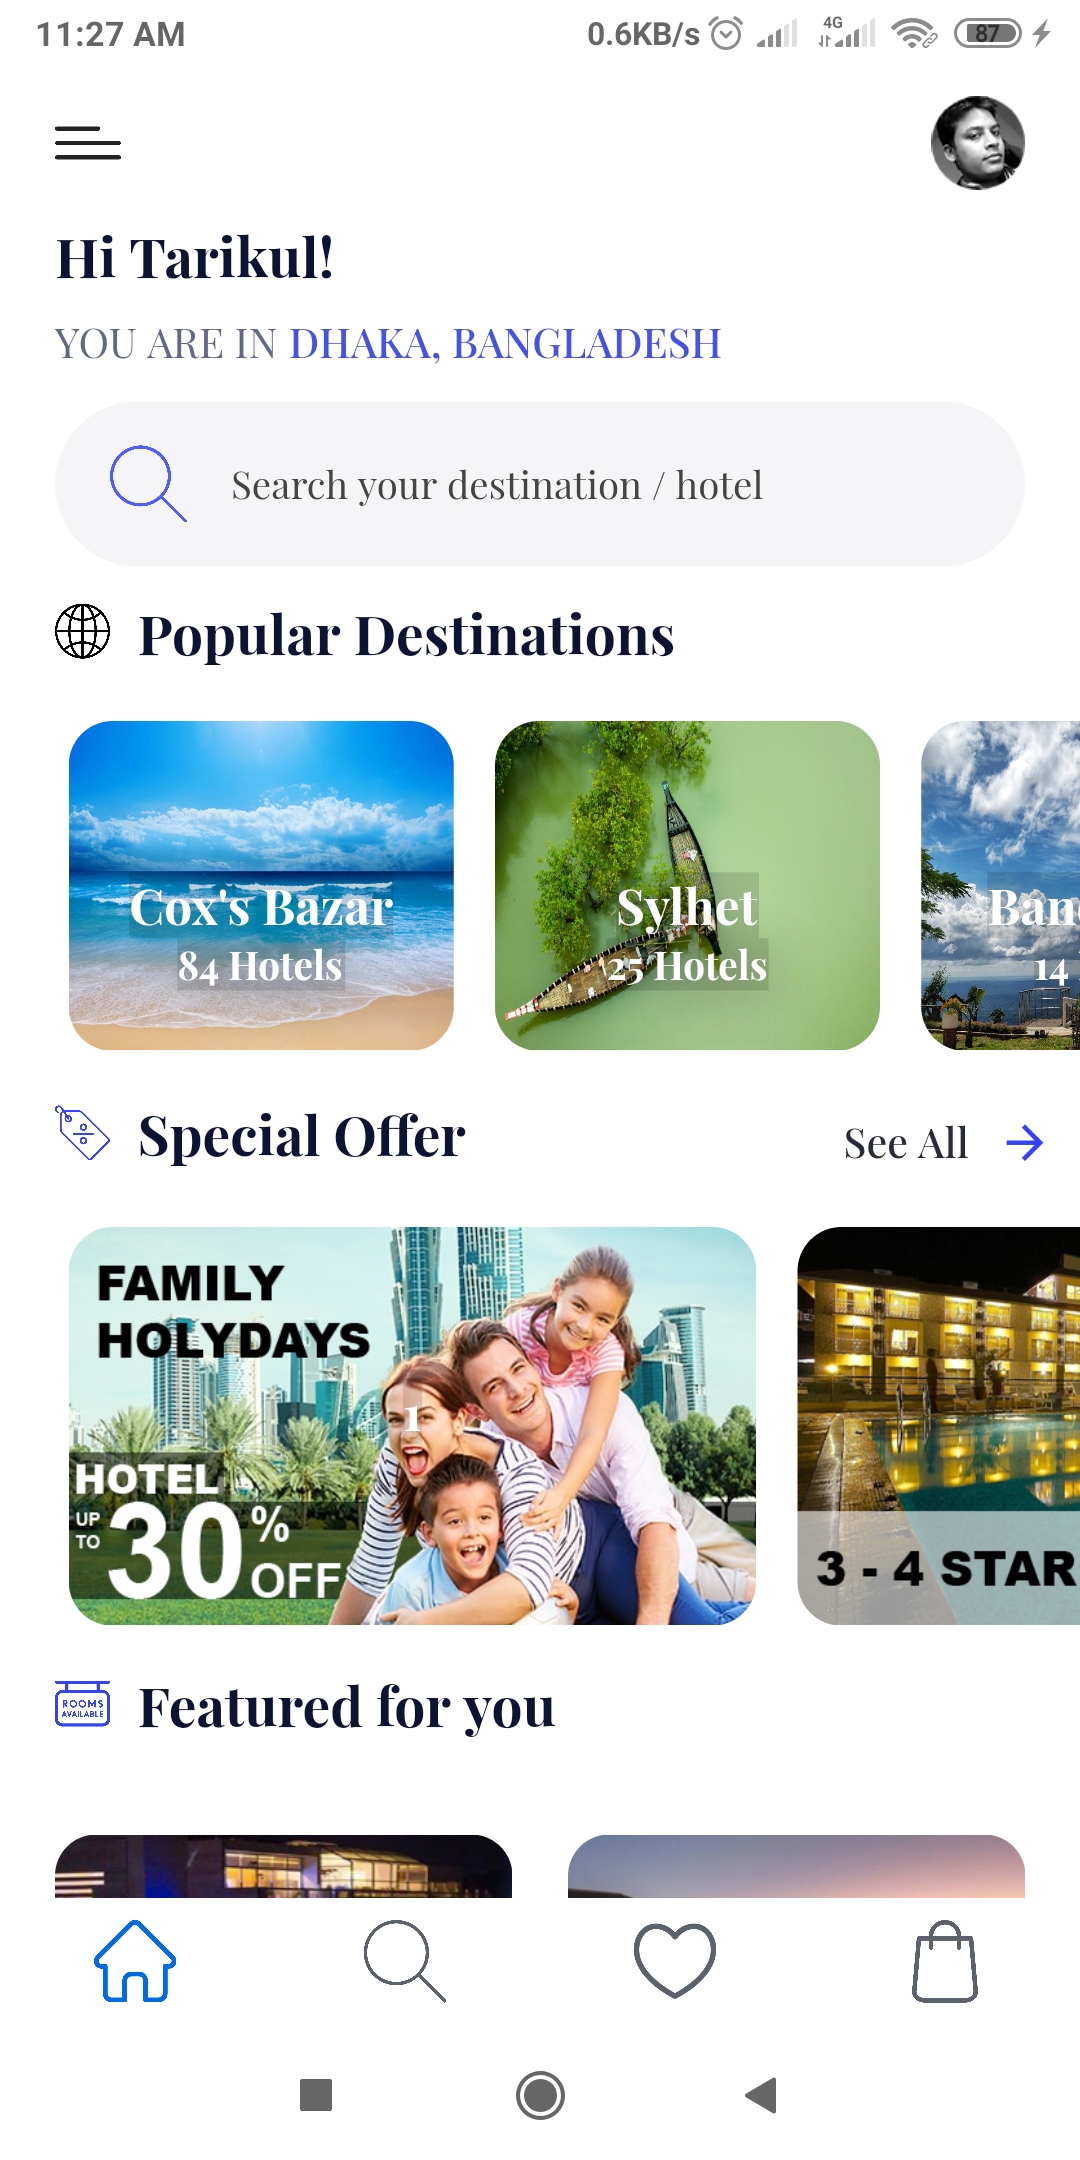 11:27 AM
0.6KB/s 4G 87
Hi Tarikul!
YOU ARE IN DHAKA, BANGLADESH
Search your destination / hotel
Popular Destinations
Cox's Bazar
84 Hotels
Sylhet
25 Hotels
14
Special Offer
See All
FAMILY
HOLYDAYS
1
HOTEL
UP
TO
30%
OFF
3 - 4 STAR
ROOMS
AVAILABLE
Featured for you